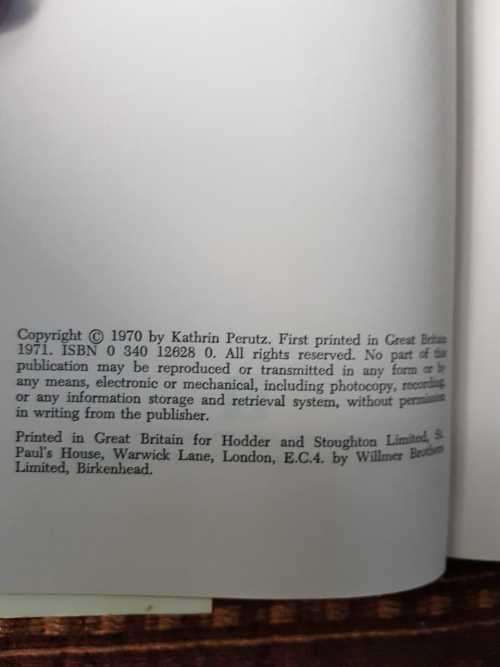 Copyright © 1970 by Kathrin Perutz. First printed in Great Britain
1971. ISBN 0 340 12628 0. All rights reserved. No part of this
publication may be reproduced or transmitted in any form or by
any means, electronic or mechanical, including photocopy, recording,
or any information storage and retrieval system, without permission
in writing from the publisher.
Printed in Great Britain for Hodder and Stoughton Limited, St.
Paul's House, Warwick Lane, London, E.C.4. by Willmer Brothers
Limited, Birkenhead.